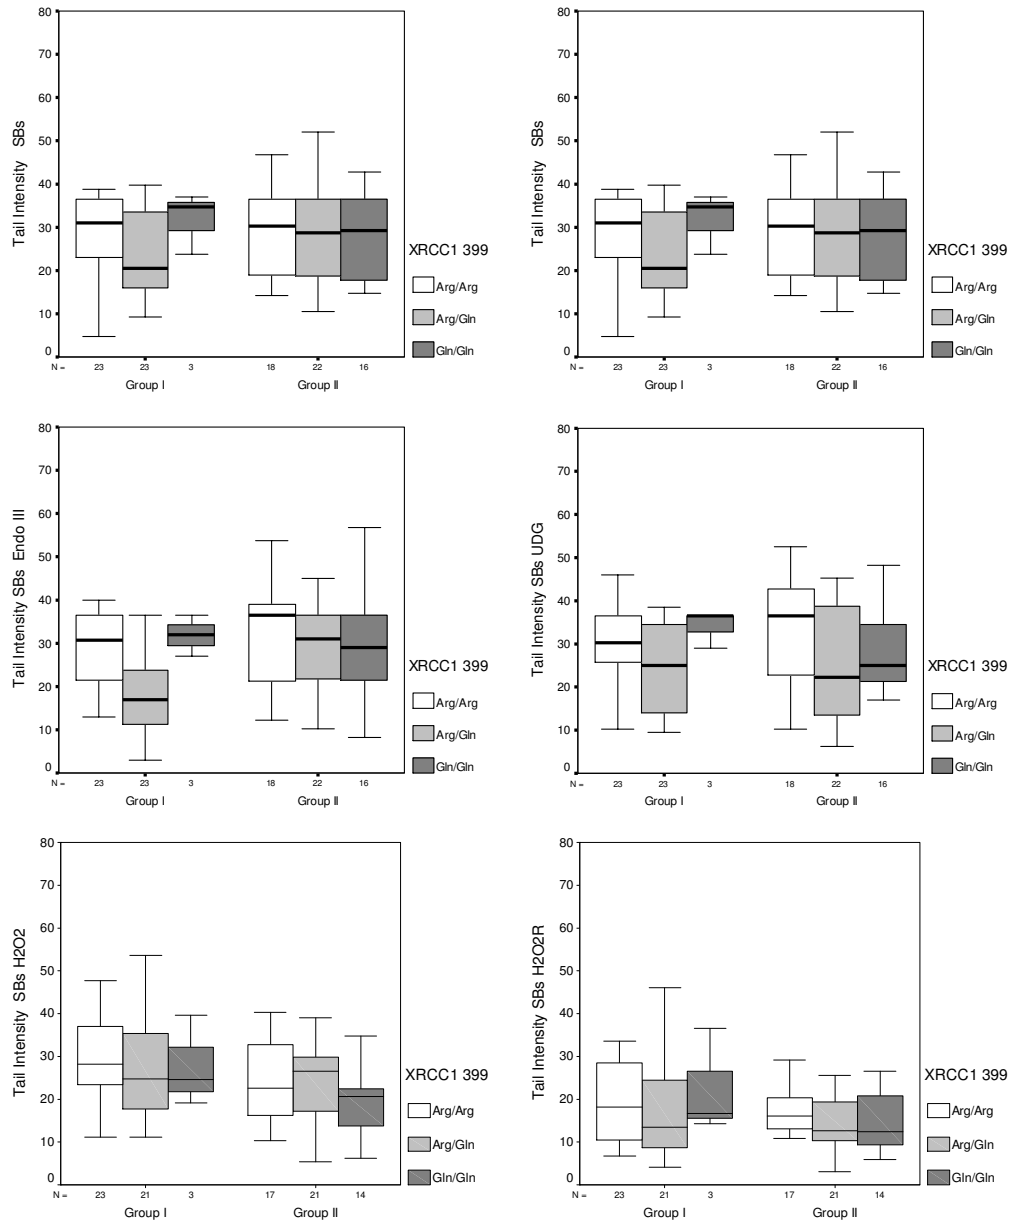 80
70
60
50
40
30
20
10
0
Tail Intensity SBs
N = 23 23 3 18 22 16
Group I Group II
XRCC1 399
Arg/Arg
Arg/Gln
Gln/Gln
80
70
60
50
40
30
20
10
0
Tail Intensity SBs
N = 23 23 3 18 22 16
Group I Group II
XRCC1 399
Arg/Arg
Arg/Gln
Gln/Gln
80
70
60
50
40
30
20
10
0
Tail Intensity SBs Endo III
N = 23 23 3 18 22 16
Group I Group II
XRCC1 399
Arg/Arg
Arg/Gln
Gln/Gln
80
70
60
50
40
30
20
10
0
Tail Intensity SBs UDG
N = 23 23 3 18 22 16
Group I Group II
XRCC1 399
Arg/Arg
Arg/Gln
Gln/Gln
80
70
60
50
40
30
20
10
0
Tail Intensity SBs H2O2
N = 23 21 3 17 21 14
Group I Group II
XRCC1 399
Arg/Arg
Arg/Gln
Gln/Gln
80
70
60
50
40
30
20
10
0
Tail Intensity SBs H2O2R
N = 23 21 3 17 21 14
Group I Group II
XRCC1 399
Arg/Arg
Arg/Gln
Gln/Gln